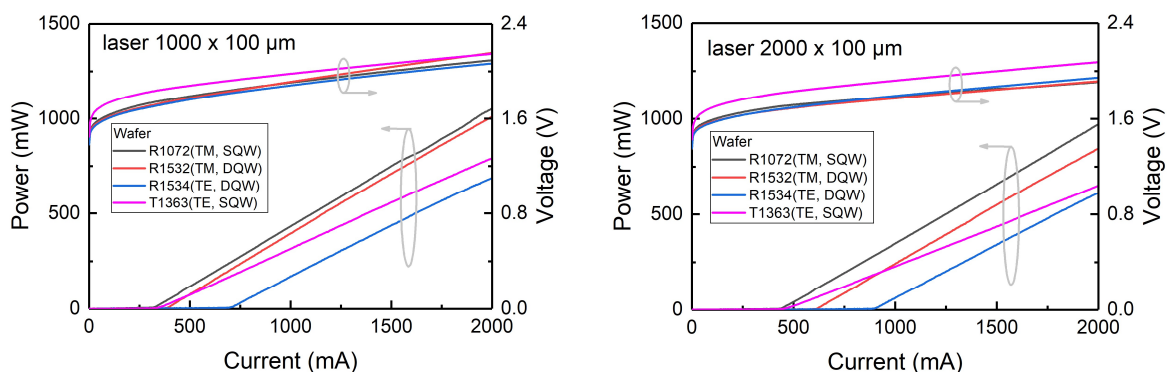 laser 1000 x 100 µm
Power (mW)
1500
1000
500
0
Wafer
R1072(TM, SQW)
R1532(TM, DQW)
R1534(TE, DQW)
T1363(TE, SQW)
2.4
1.6
0.8
0.0
Voltage (V)
0 500 1000 1500 2000
Current (mA)
laser 2000 x 100 µm
Power (mW)
1500
1000
500
0
Wafer
R1072(TM, SQW)
R1532(TM, DQW)
R1534(TE, DQW)
T1363(TE, SQW)
2.4
1.6
0.8
0.0
Voltage (V)
0 500 1000 1500 2000
Current (mA)